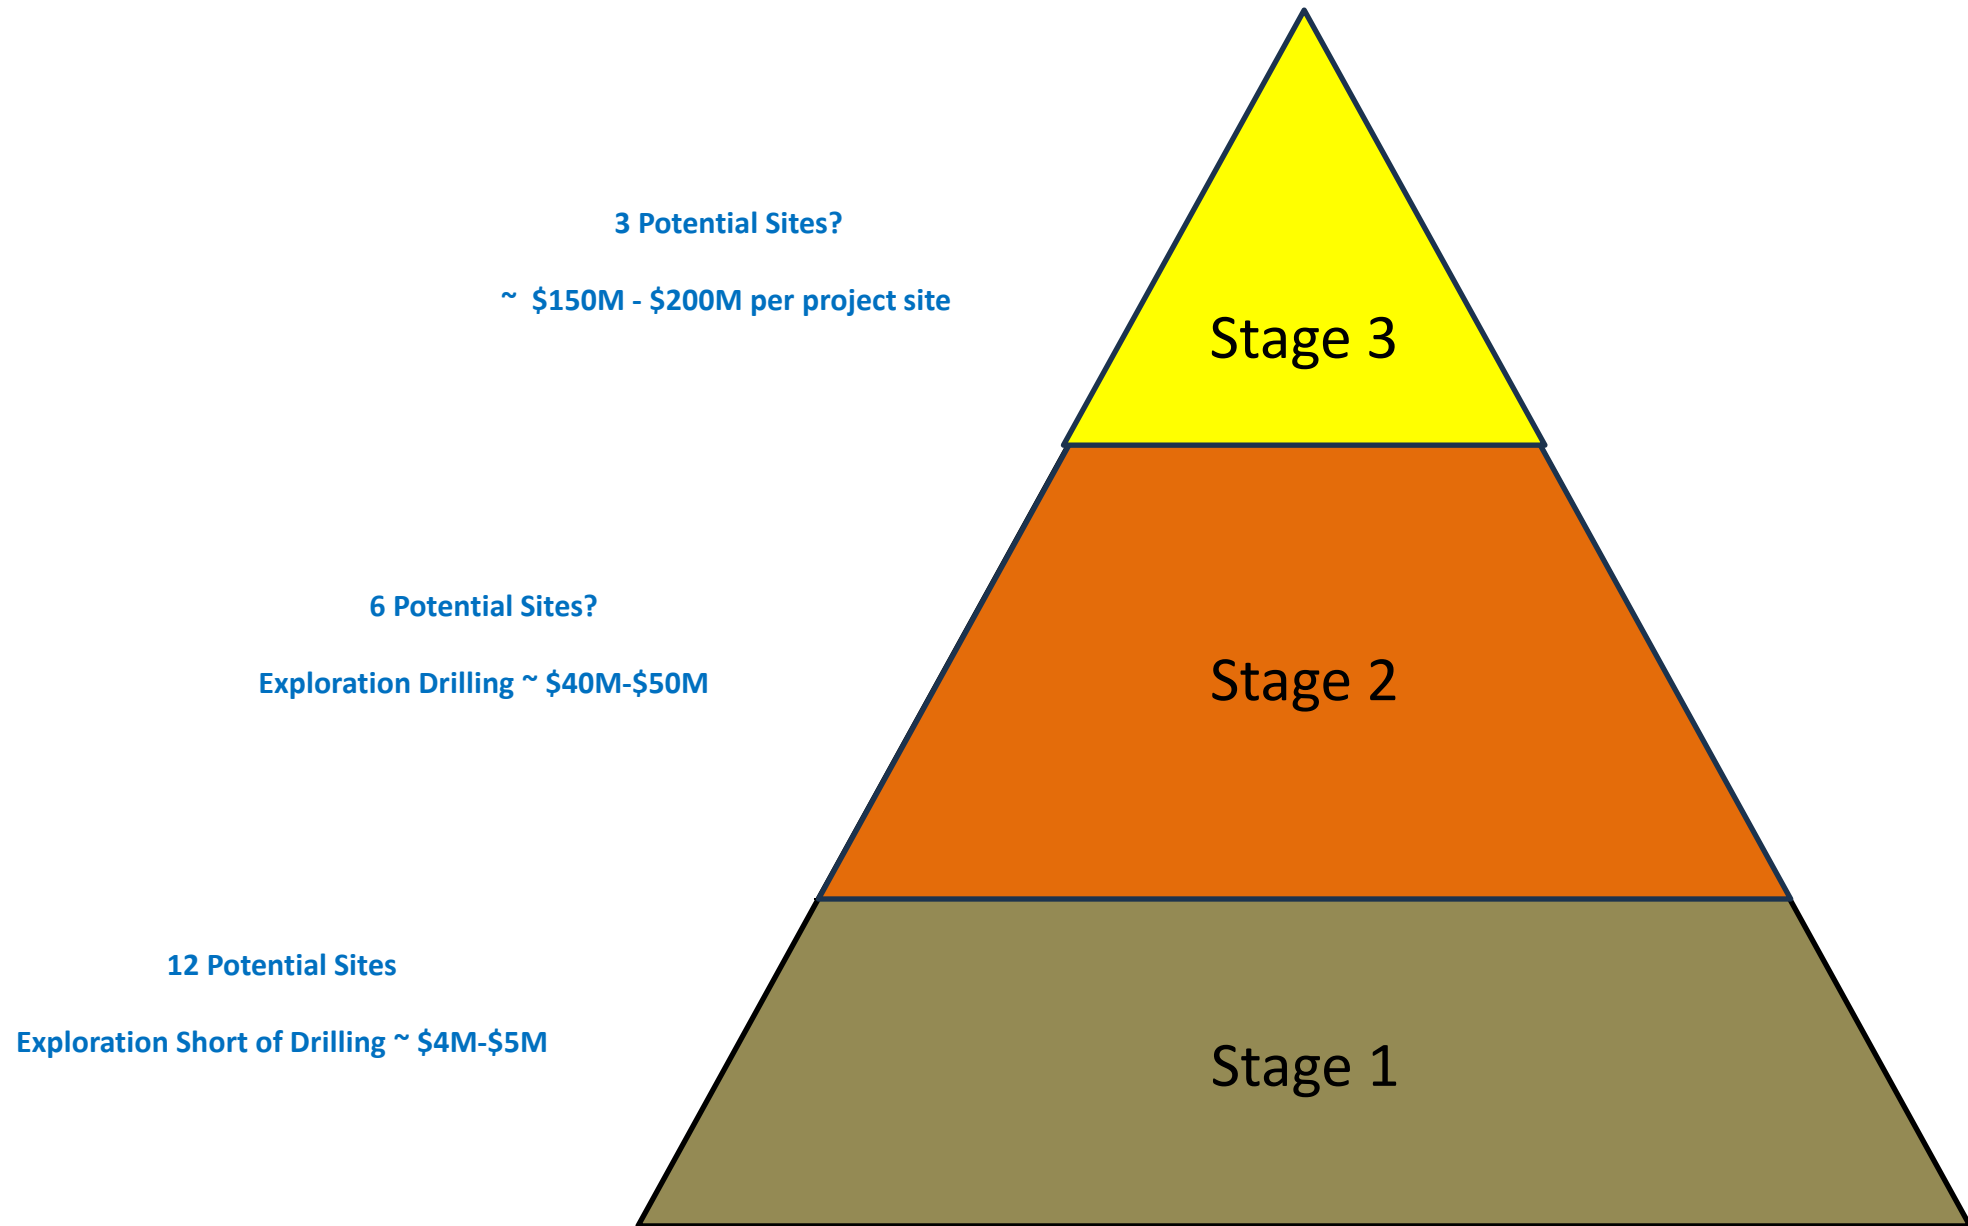 3 Potential Sites?
~ $150M - $200M per project site
Stage 3
6 Potential Sites?
Exploration Drilling ~ $40M-$50M
Stage 2
12 Potential Sites
Exploration Short of Drilling ~ $4M-$5M
Stage 1